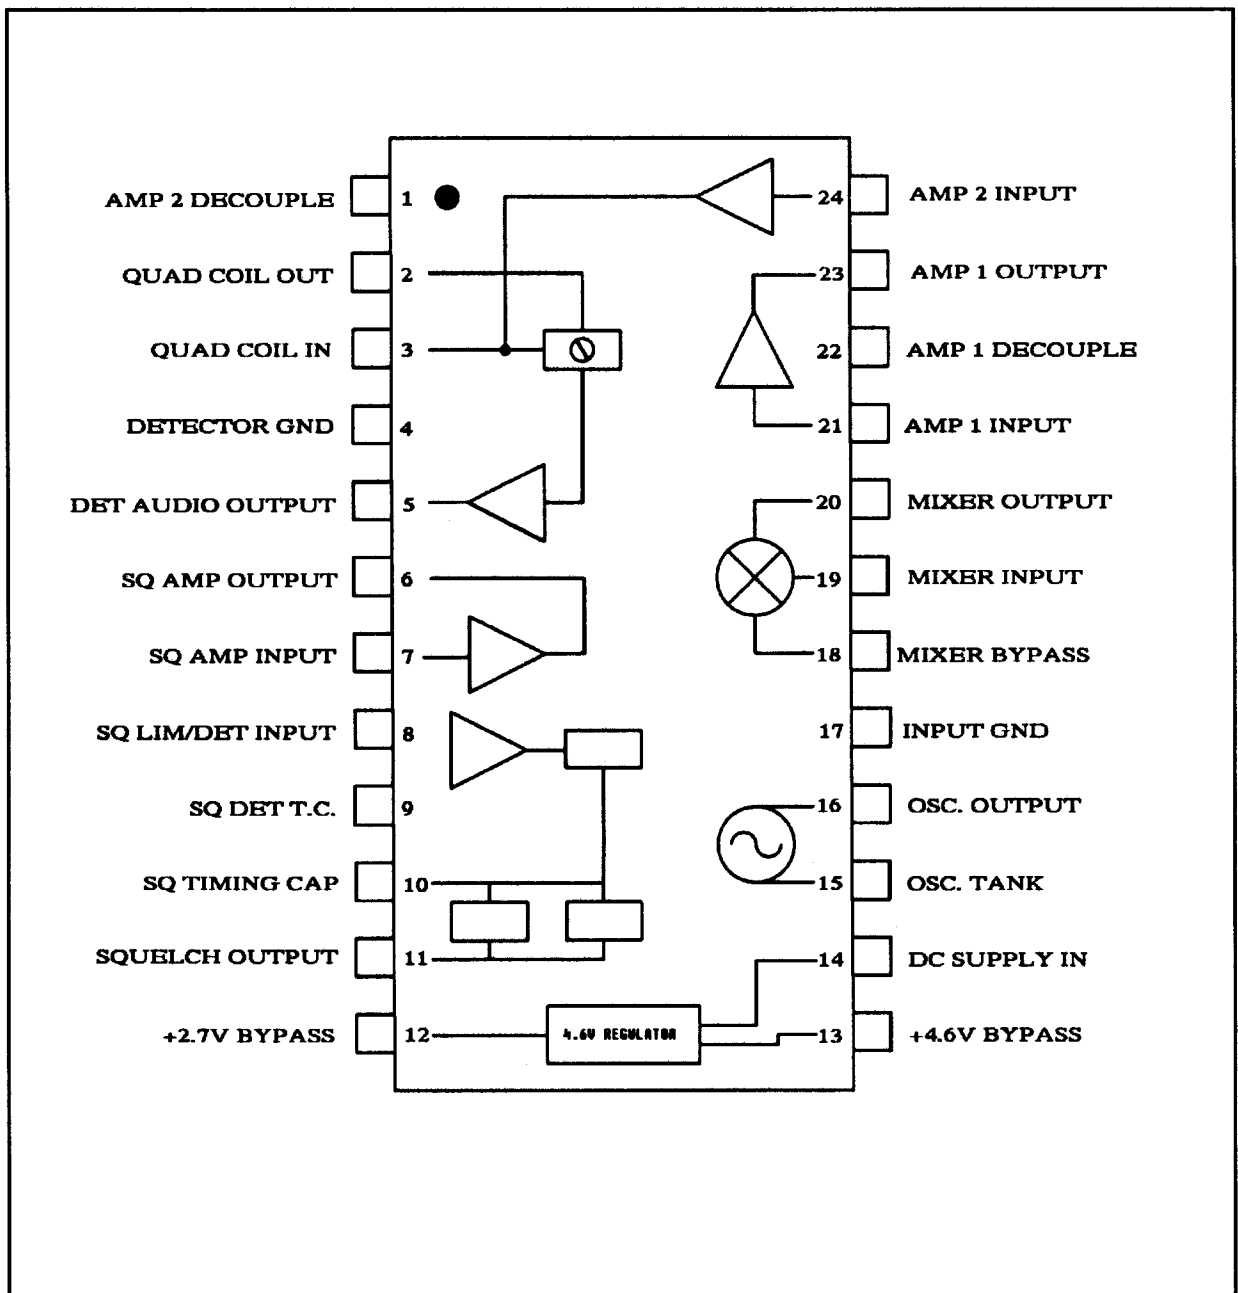 AMP 2 DECOUPLE 1 24 AMP 2 INPUT
QUAD COIL OUT 2 23 AMP 1 OUTPUT
QUAD COIL IN 3 22 AMP 1 DECOUPLE
DETECTOR GND 4 21 AMP 1 INPUT
DET AUDIO OUTPUT 5 20 MIXER OUTPUT
SQ AMP OUTPUT 6 19 MIXER INPUT
SQ AMP INPUT 7 18 MIXER BYPASS
SQ LIM/DET INPUT 8 17 INPUT GND
SQ DET T.C. 9 16 OSC. OUTPUT
SQ TIMING CAP 10 15 OSC. TANK
SQUELCH OUTPUT 11 14 DC SUPPLY IN
+2.7V BYPASS 12 4.6V REGULATOR 13 +4.6V BYPASS